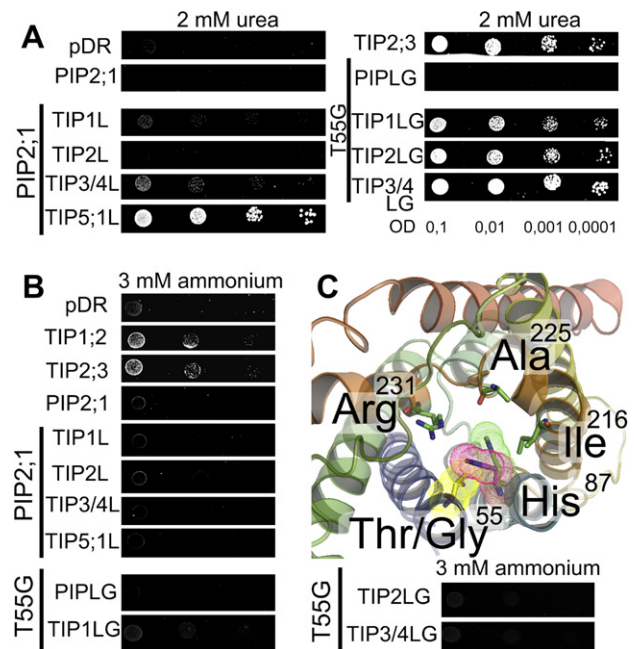 A
2 mM urea
pDR
PIP2;1
PIP2;1
TIP1L
TIP2L
TIP3/4L
TIP5;1L
2 mM urea
TIP2;3
T55G
PIPLG
TIP1LG
TIP2LG
TIP3/4
LG
OD 0,1 0,01 0,001 0,0001
B
3 mM ammonium
pDR
TIP1;2
TIP2;3
PIP2;1
PIP2;1
TIP1L
TIP2L
TIP3/4L
TIP5;1L
T55G
PIPLG
TIP1LG
C
225
Ala
231
Arg
216
Ile
87
His
55
Thr/Gly
3 mM ammonium
T55G
TIP2LG
TIP3/4LG